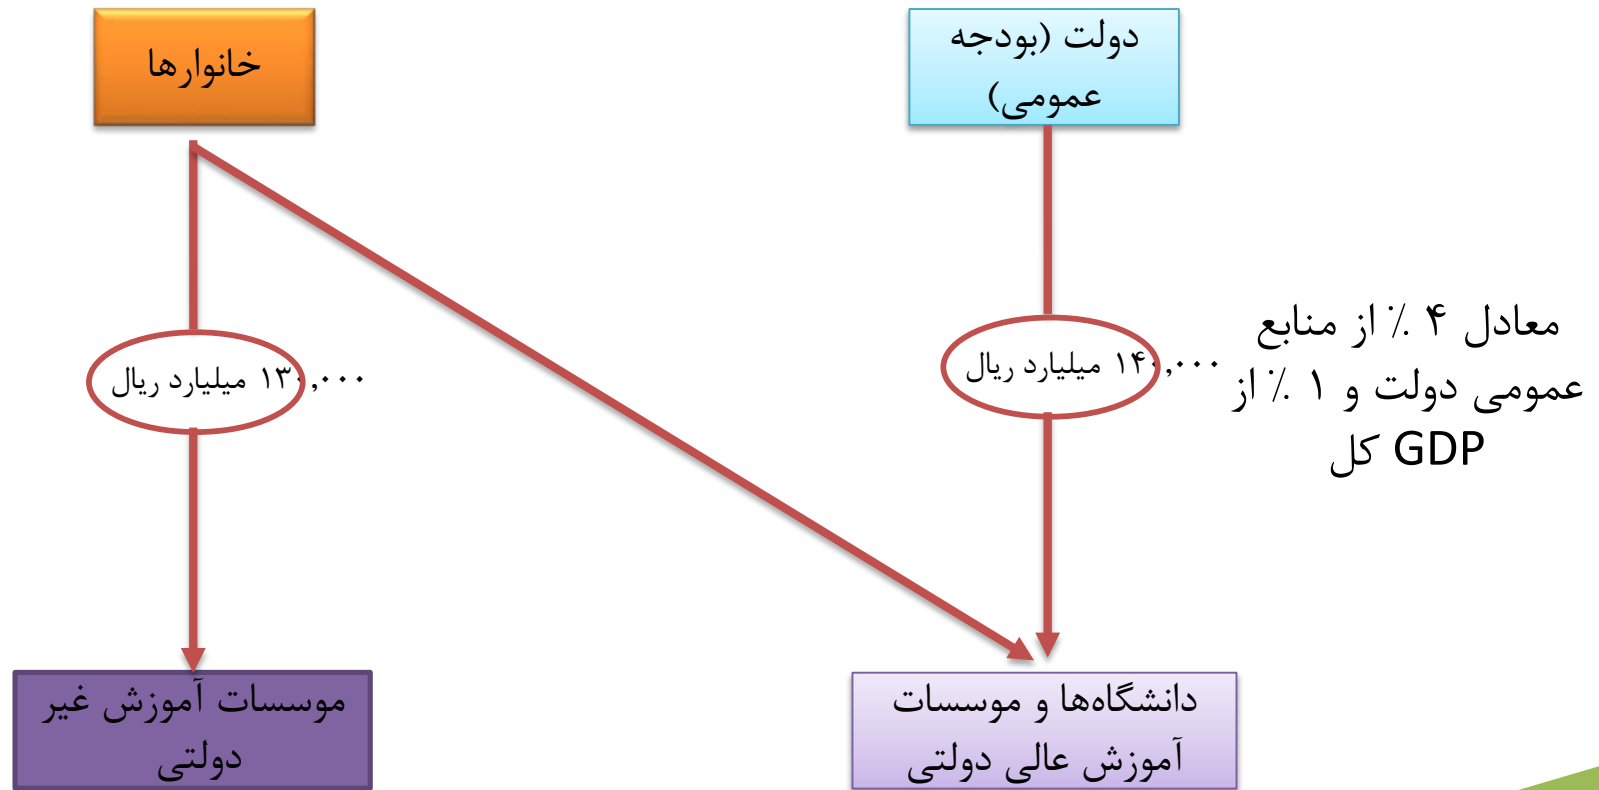 خانوارها
دولت (بودجه
عمومی)
۱۳۰,۰۰۰ میلیارد ریال
۱۴۰,۰۰۰ میلیارد ریال
معادل ۴ ٪ از منابع
عمومی دولت و ۱ ٪ از
GDP کل
موسسات آموزش غیر
دولتی
دانشگاه‌ها و موسسات
آموزش عالی دولتی